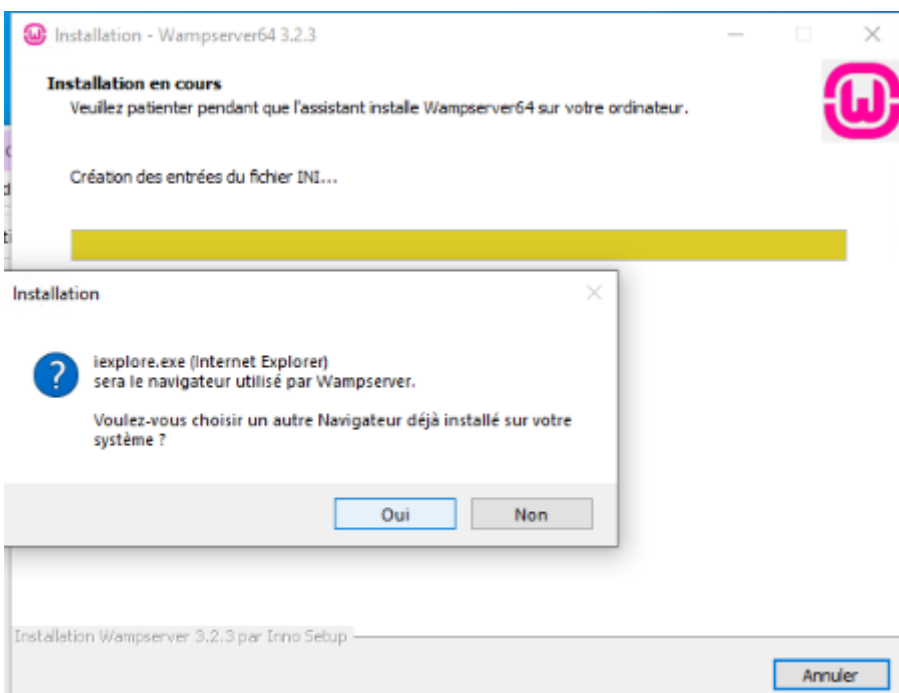 Installation - Wampserver64 3.2.3
Installation en cours
Veuillez patienter pendant que l'assistant installe Wampserver64 sur votre ordinateur.
Création des entrées du fichier INI...
Installation
iexplore.exe (Internet Explorer)
sera le navigateur utilisé par Wampserver.
Voulez-vous choisir un autre Navigateur déjà installé sur votre
système ?
Oui
Non
Installation Wampserver 3.2.3 par Inno Setup
Annuler